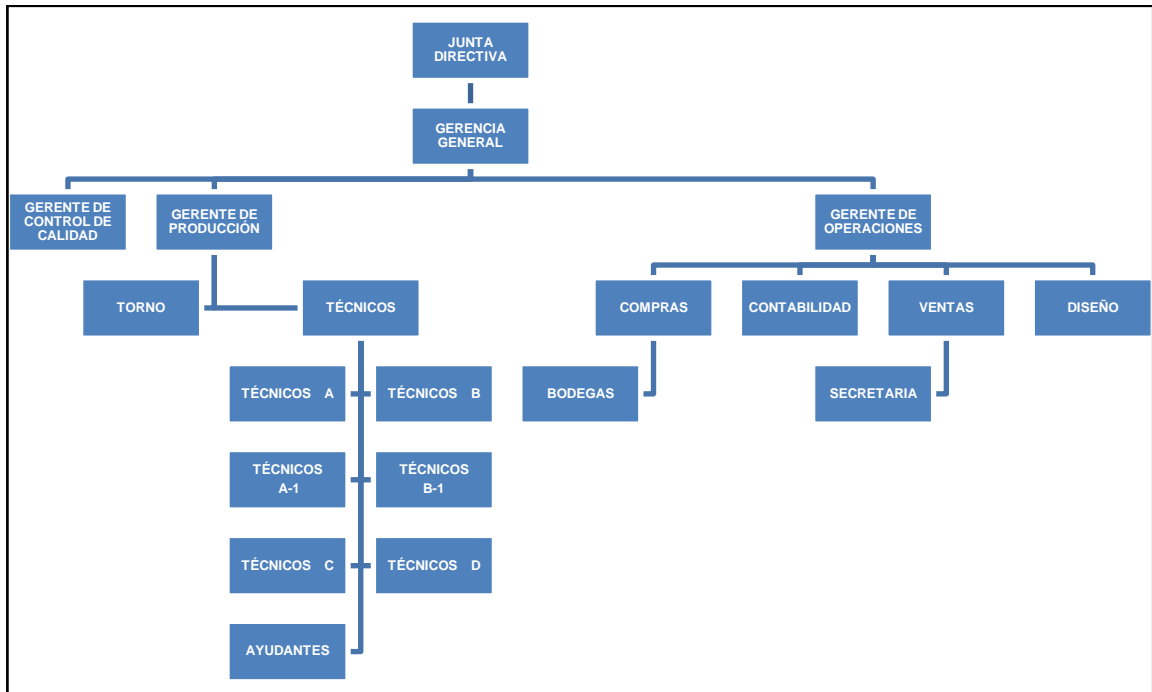 JUNTA
DIRECTIVA
GERENCIA
GENERAL
GERENTE DE
CONTROL DE
CALIDAD
GERENTE DE
PRODUCCIÓN
GERENTE DE
OPERACIONES
TORNO
TÉCNICOS
COMPRAS
CONTABILIDAD
VENTAS
DISEÑO
TÉCNICOS A
TÉCNICOS B
BODEGAS
SECRETARIA
TÉCNICOS
A-1
TÉCNICOS
B-1
TÉCNICOS C
TÉCNICOS D
AYUDANTES